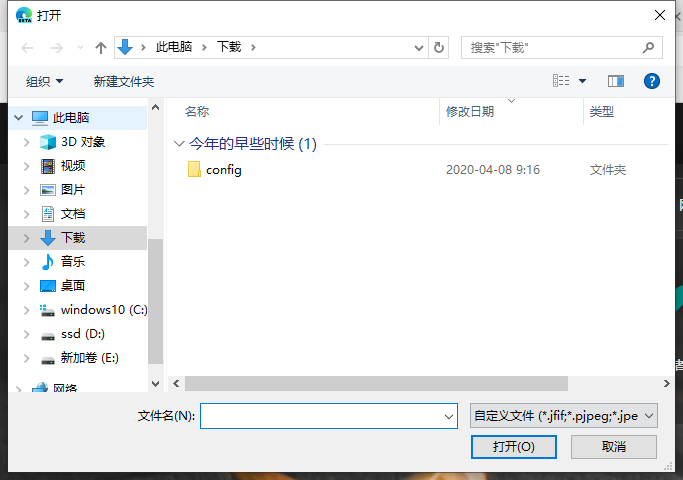 打开
此电脑 下载
搜索"下载"
组织 新建文件夹
名称 修改日期 类型
今年的早些时候 (1)
config 2020-04-08 9:16 文件夹
此电脑
3D 对象
视频
图片
文档
下载
音乐
桌面
windows10 (C:)
ssd (D:)
新加卷 (E:)
网络
文件名(N):
自定义文件 (*.jfif;*.pjpeg;*.jpe
打开(O) 取消